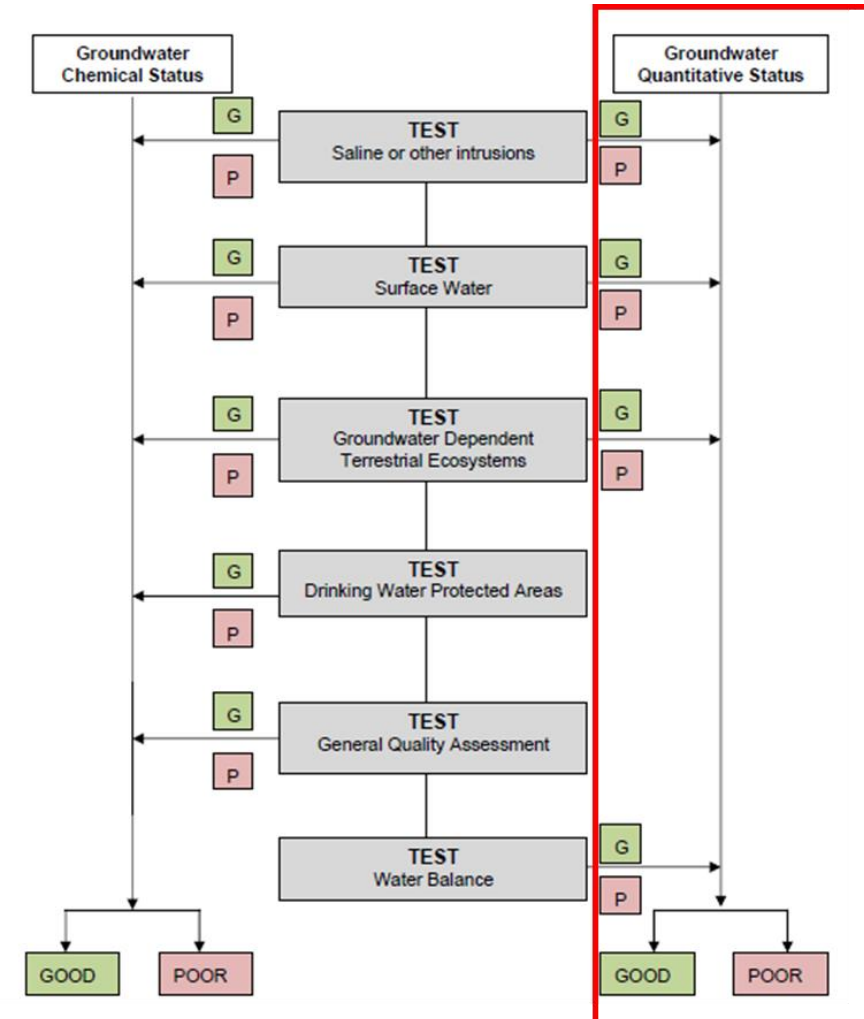 Groundwater
Chemical Status
Groundwater
Quantitative Status
G
P
TEST
Saline or other intrusions
G
P
G
P
TEST
Surface Water
G
P
G
P
TEST
Groundwater Dependent
Terrestrial Ecosystems
G
P
G
P
TEST
Drinking Water Protected Areas
G
P
TEST
General Quality Assessment
TEST
Water Balance
G
P
GOOD
POOR
GOOD
POOR